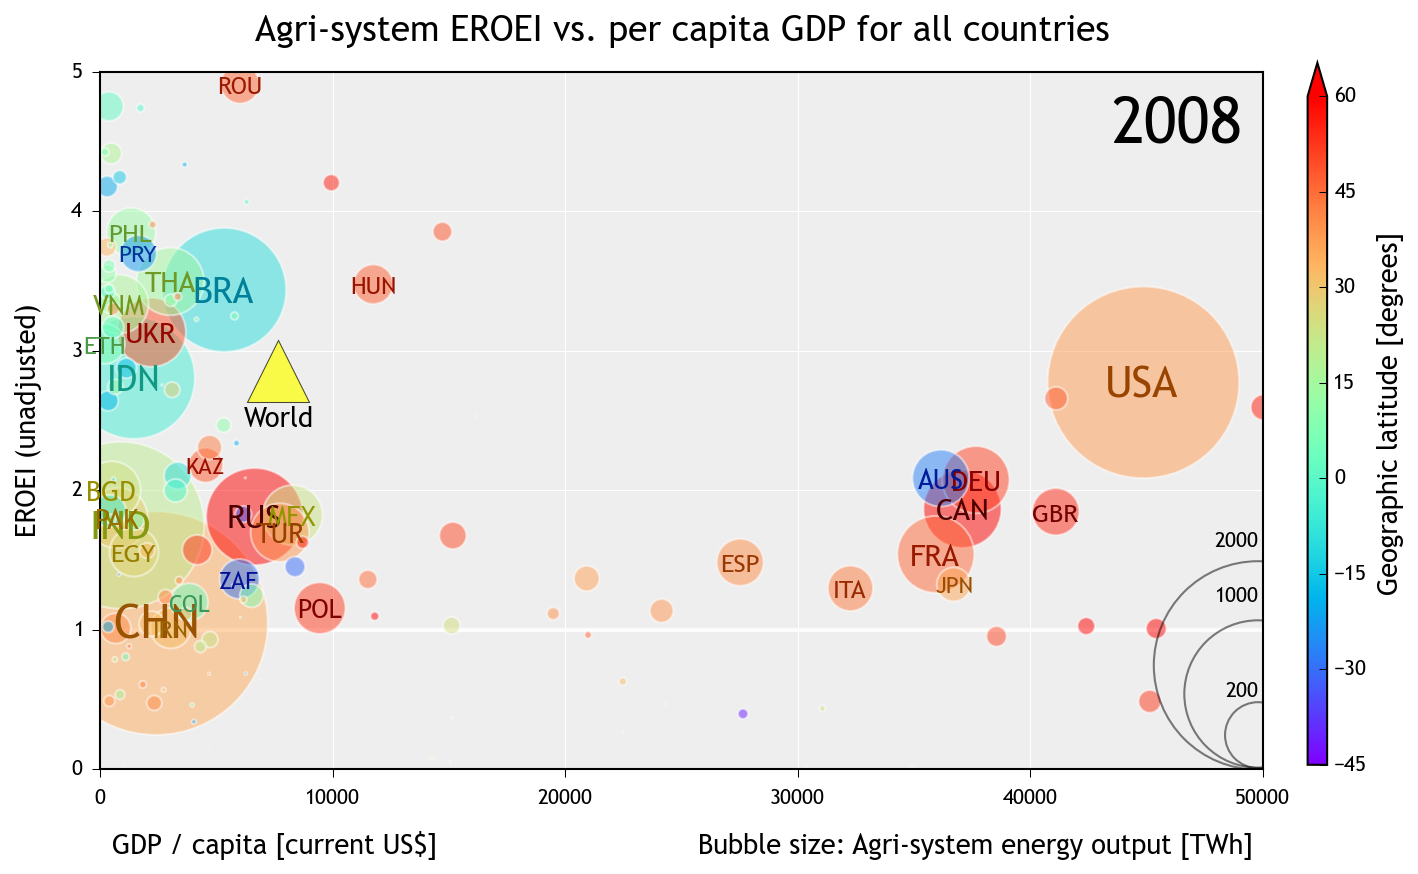 Agri-system EROEI vs. per capita GDP for all countries
2008
5
4
3
2
1
0
EROEI (unadjusted)
ROU
PHL
PRY
THA
BRA
HUN
VNM
UKR
ETH
IDN
World
USA
KAZ
BGD
PAK
IND
RUS
MEX
TUR
EGY
ZAF
COL
POL
CHN
IRN
AUS
DEU
CAN
GBR
FRA
ESP
ITA
JPN
2000
1000
200
0
10000
20000
30000
40000
50000
GDP / capita [current US$]
Bubble size: Agri-system energy output [TWh]
60
45
30
15
0
−15
−30
−45
Geographic latitude [degrees]